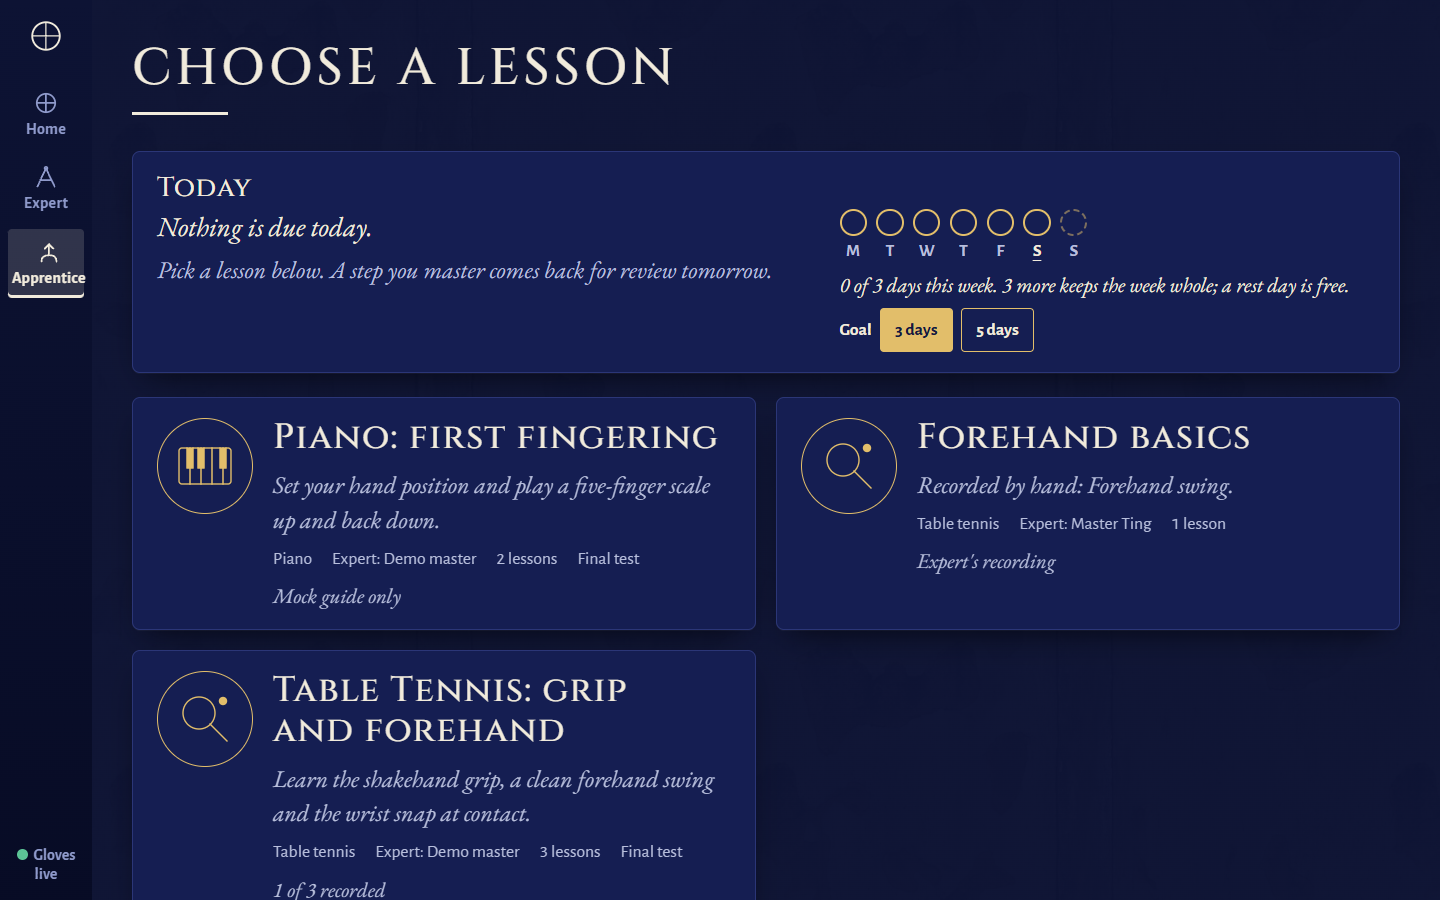 CHOOSE A LESSON
Home
Expert
Apprentice
Gloves
live
Today
Nothing is due today.
Pick a lesson below. A step you master comes back for review tomorrow.
M T W T F S S
0 of 3 days this week. 3 more keeps the week whole; a rest day is free.
Goal 3 days 5 days
Piano: first fingering
Set your hand position and play a five-finger scale
up and back down.
Piano Expert: Demo master 2 lessons Final test
Mock guide only
Forehand basics
Recorded by hand: Forehand swing.
Table tennis Expert: Master Ting 1 lesson
Expert's recording
Table Tennis: grip
and forehand
Learn the shakehand grip, a clean forehand swing
and the wrist snap at contact.
Table tennis Expert: Demo master 3 lessons Final test
1 of 3 recorded